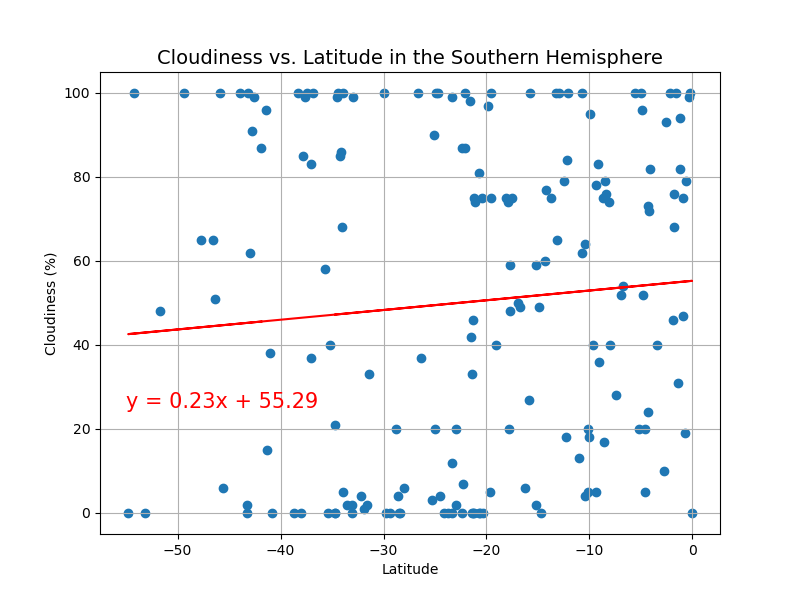 Cloudiness vs. Latitude in the Southern Hemisphere
100
80
60
40
20
0
Cloudiness (%)
y = 0.23x + 55.29
−50 −40 −30 −20 −10 0
Latitude